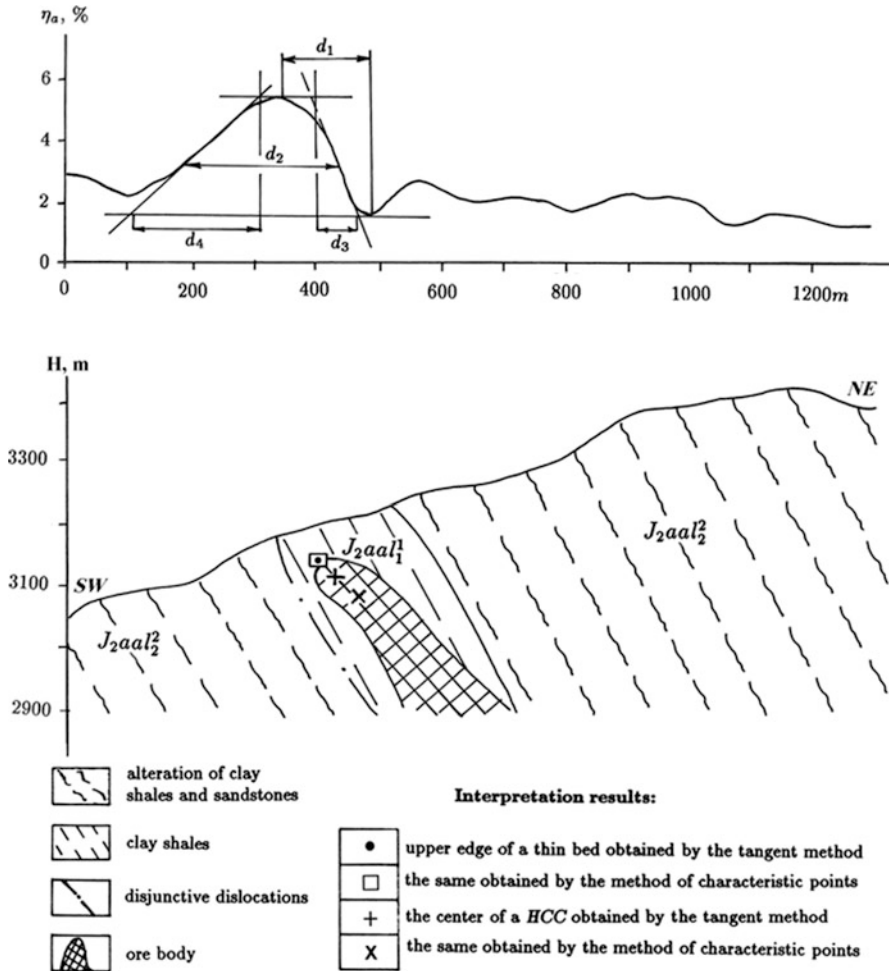 ηₐ, %
d₁
6
d₂
4
2
d₄
d₃
0
0 200 400 600 800 1000 1200m
H, m
NE
3300
J₂aal₂²
J₂aal₁¹
3100
SW
J₂aal₂²
2900
alteration of clay
shales and sandstones
clay shales
disjunctive dislocations
ore body
Interpretation results:
upper edge of a thin bed obtained by the tangent method
the same obtained by the method of characteristic points
the center of a HCC obtained by the tangent method
the same obtained by the method of characteristic points